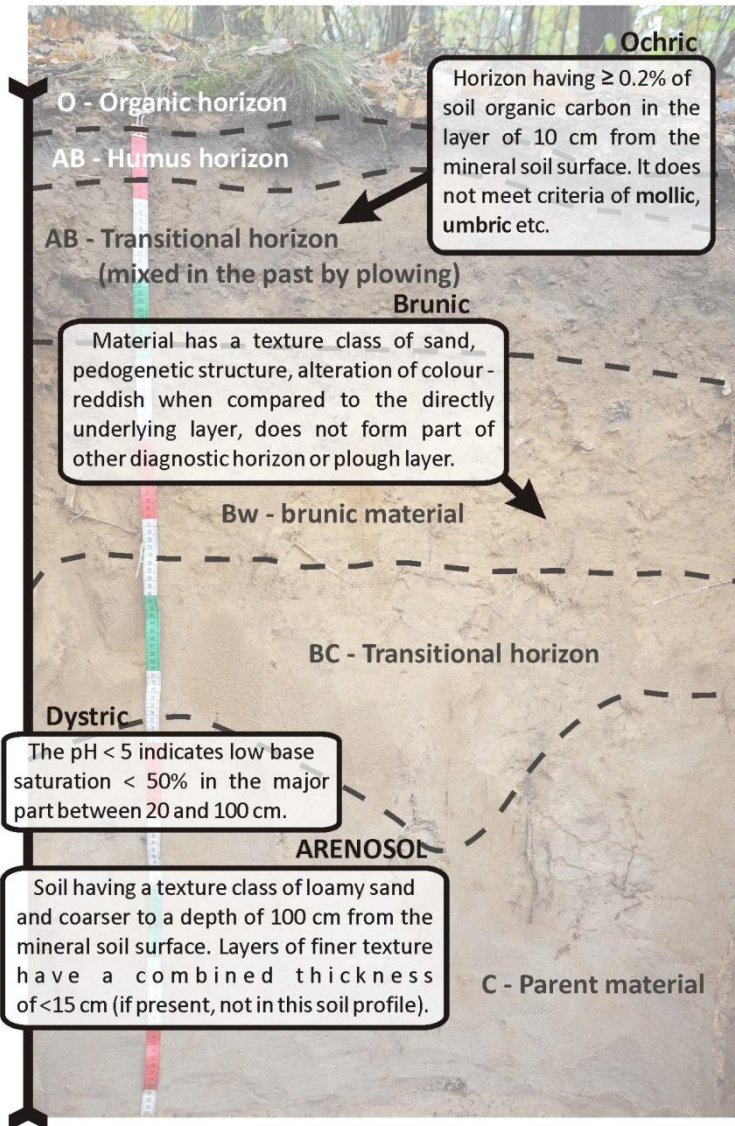 Ochric
Horizon having ≥ 0.2% of
soil organic carbon in the
layer of 10 cm from the
mineral soil surface. It does
not meet criteria of mollic,
umbric etc.
O - Organic horizon
AB - Humus horizon
AB - Transitional horizon
(mixed in the past by plowing)
Brunic
Material has a texture class of sand,
pedogenetic structure, alteration of colour -
reddish when compared to the directly
underlying layer, does not form part of
other diagnostic horizon or plough layer.
Bw - brunic material
BC - Transitional horizon
Dystric
The pH < 5 indicates low base
saturation < 50% in the major
part between 20 and 100 cm.
ARENOSOL
Soil having a texture class of loamy sand
and coarser to a depth of 100 cm from the
mineral soil surface. Layers of finer texture
have a combined thickness
of <15 cm (if present, not in this soil profile).
C - Parent material